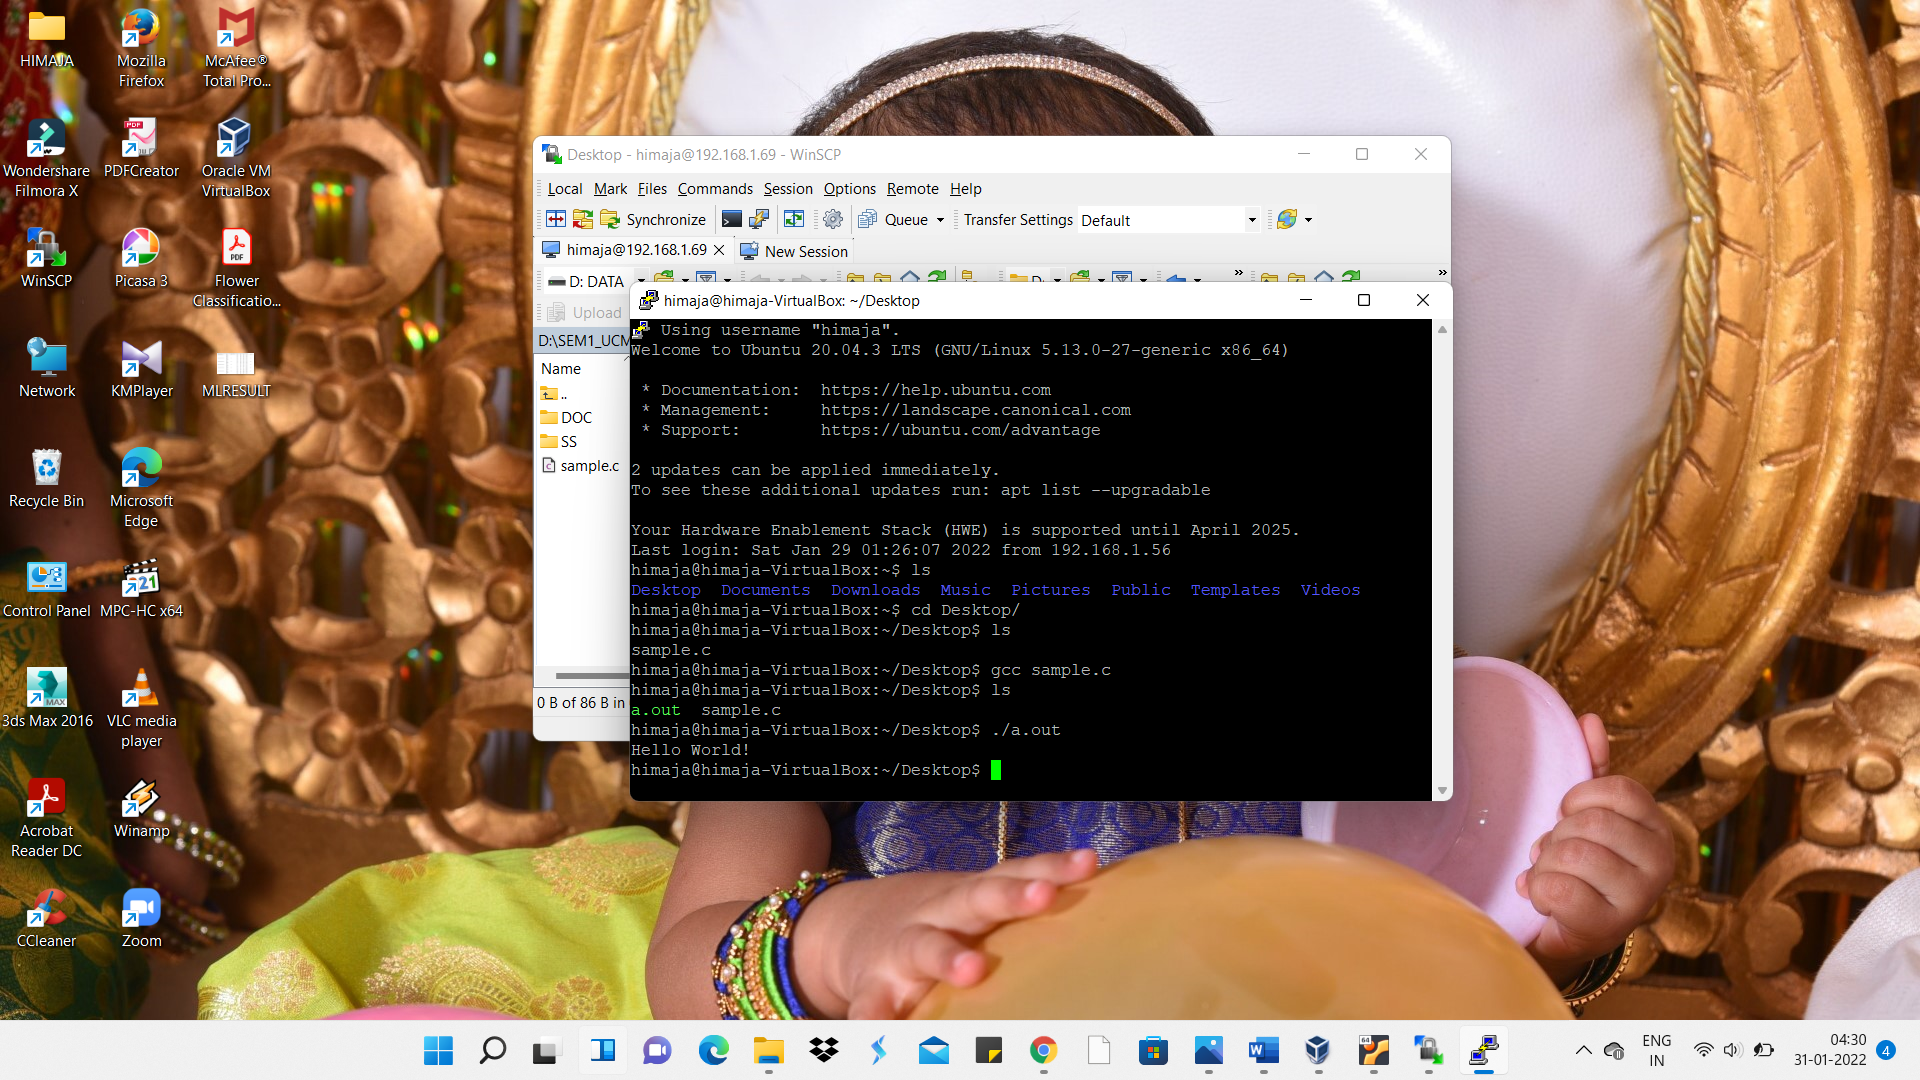 HIMAJA
Mozilla
Firefox
McAfee®
Total Pro...
Wondershare
Filmora X
PDFCreator
Oracle VM
VirtualBox
WinSCP
Picasa 3
Flower
Classificatio...
Network
KMPlayer
MLRESULT
Recycle Bin
Microsoft
Edge
Control Panel
MPC-HC x64
3ds Max 2016
VLC media
player
Acrobat
Reader DC
Winamp
CCleaner
Zoom
Desktop - himaja@192.168.1.69 - WinSCP
Local Mark Files Commands Session Options Remote Help
Synchronize Queue Transfer Settings Default
himaja@192.168.1.69 New Session
D: DATA
Upload
D:\SEM1_UCM
Name
..
DOC
SS
sample.c
0 B of 86 B in
himaja@himaja-VirtualBox: ~/Desktop
Using username "himaja".
Welcome to Ubuntu 20.04.3 LTS (GNU/Linux 5.13.0-27-generic x86_64)
* Documentation: https://help.ubuntu.com
* Management: https://landscape.canonical.com
* Support: https://ubuntu.com/advantage
2 updates can be applied immediately.
To see these additional updates run: apt list --upgradable
Your Hardware Enablement Stack (HWE) is supported until April 2025.
Last login: Sat Jan 29 01:26:07 2022 from 192.168.1.56
himaja@himaja-VirtualBox:~$ ls
Desktop Documents Downloads Music Pictures Public Templates Videos
himaja@himaja-VirtualBox:~$ cd Desktop/
himaja@himaja-VirtualBox:~/Desktop$ ls
sample.c
himaja@himaja-VirtualBox:~/Desktop$ gcc sample.c
himaja@himaja-VirtualBox:~/Desktop$ ls
a.out sample.c
himaja@himaja-VirtualBox:~/Desktop$ ./a.out
Hello World!
himaja@himaja-VirtualBox:~/Desktop$
ENG
IN
04:30
31-01-2022
4